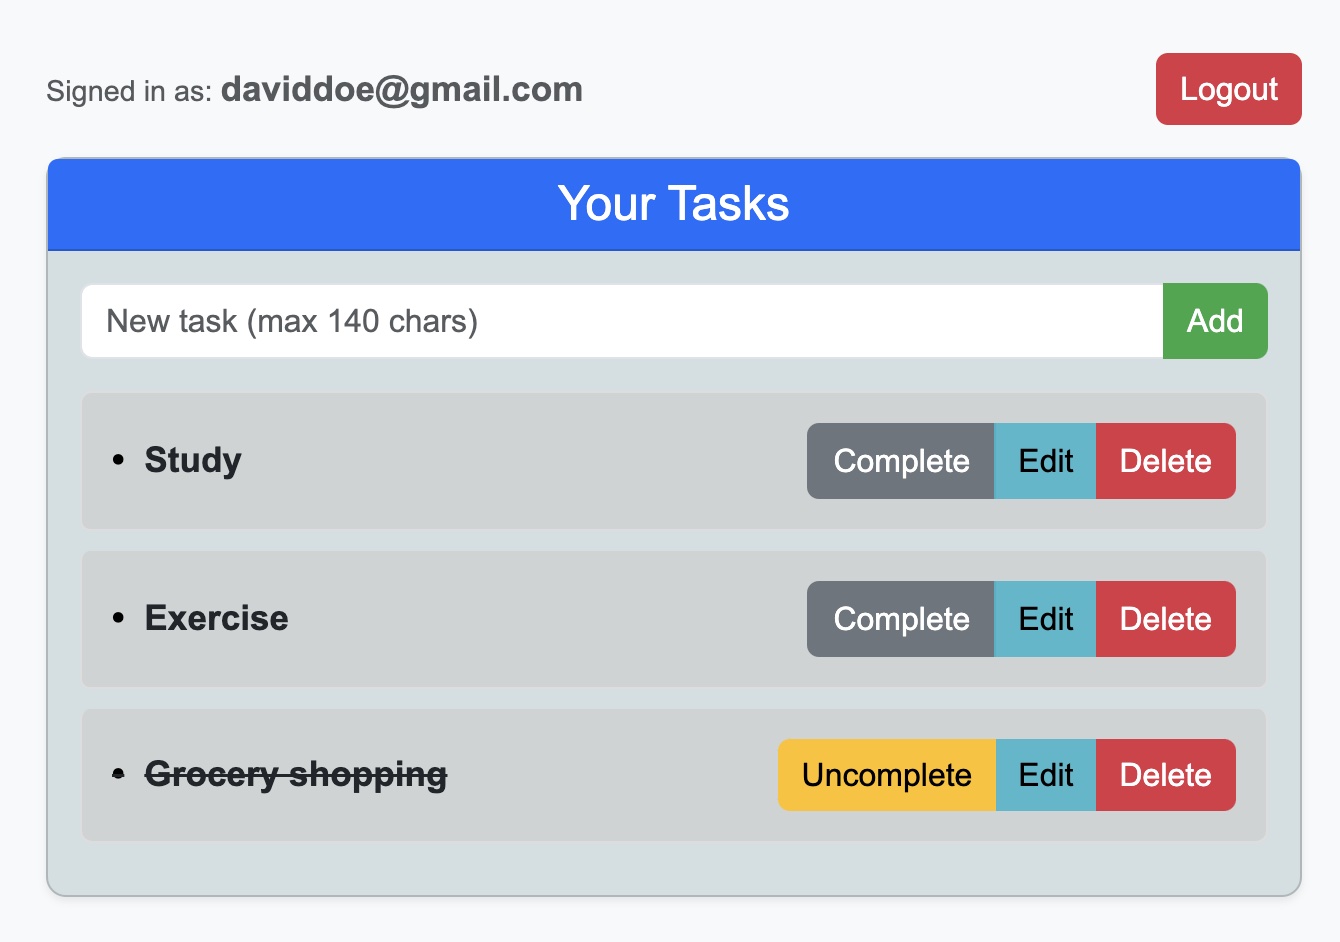 Signed in as: daviddoe@gmail.com Logout
Your Tasks
New task (max 140 chars) Add
• Study Complete Edit Delete
• Exercise Complete Edit Delete
• Grocery shopping Uncomplete Edit Delete